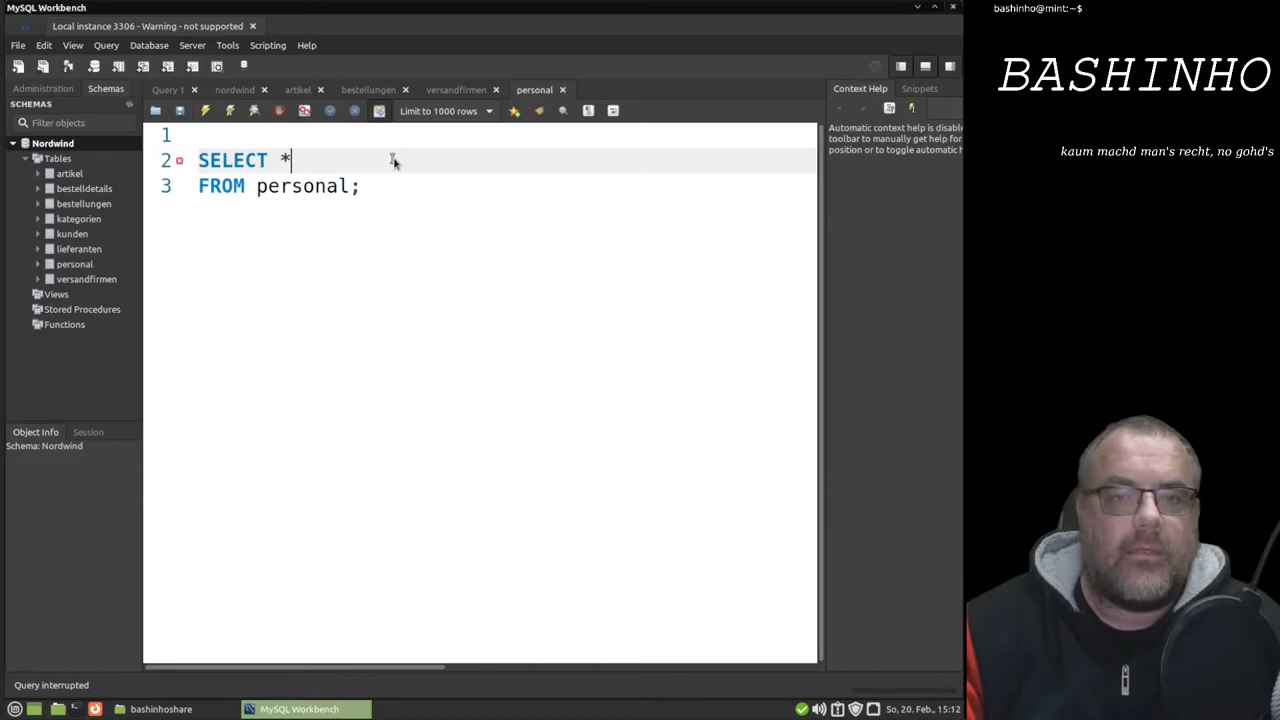 MySQL Workbench
bashinho@mint:~$
Local instance 3306 - Warning - not supported
File Edit View Query Database Server Tools Scripting Help
BASHINHO
kaum machd man's recht, no gohd's
Administration Schemas
Query 1 nordwind artikel bestellungen versandfirmen personal
Context Help Snippets
SCHEMAS
Filter objects
Limit to 1000 rows
Nordwind
Tables
artikel
bestelldetails
bestellungen
kategorien
kunden
lieferanten
personal
versandfirmen
Views
Stored Procedures
Functions
1
2 SELECT *
3 FROM personal;
Automatic context help is disable
toolbar to manually get help for
position or to toggle automatic h
Object Info Session
Schema: Nordwind
Query interrupted
bashinhoshare MySQL Workbench So, 20. Feb., 15:12